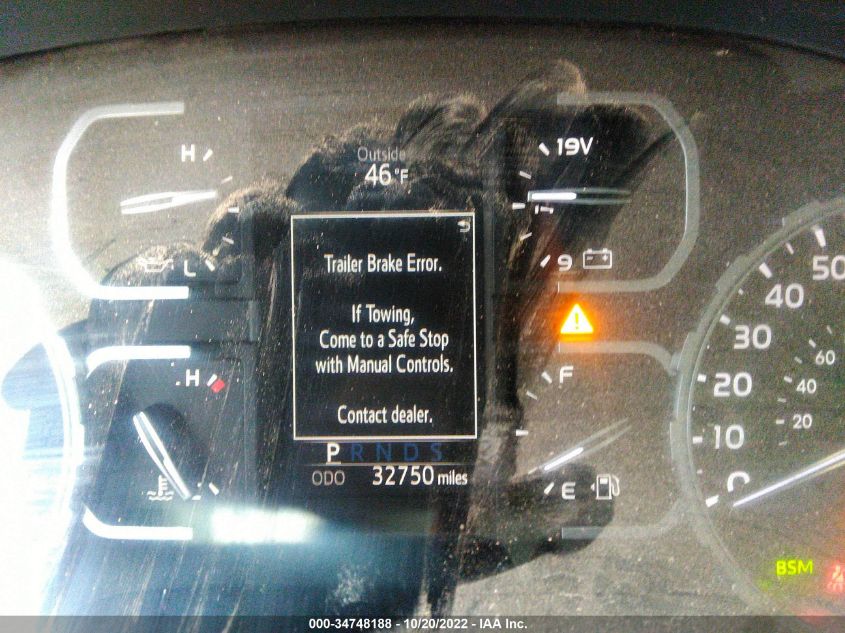 H
19V
Outside
46°F
L
9
Trailer Brake Error.
If Towing,
Come to a Safe Stop
with Manual Controls.
Contact dealer.
H
F
E
P R N D S
ODO 32750 miles
50
40
30
20
10
0
60
40
20
BSM
000-34748188 - 10/20/2022 - IAA Inc.